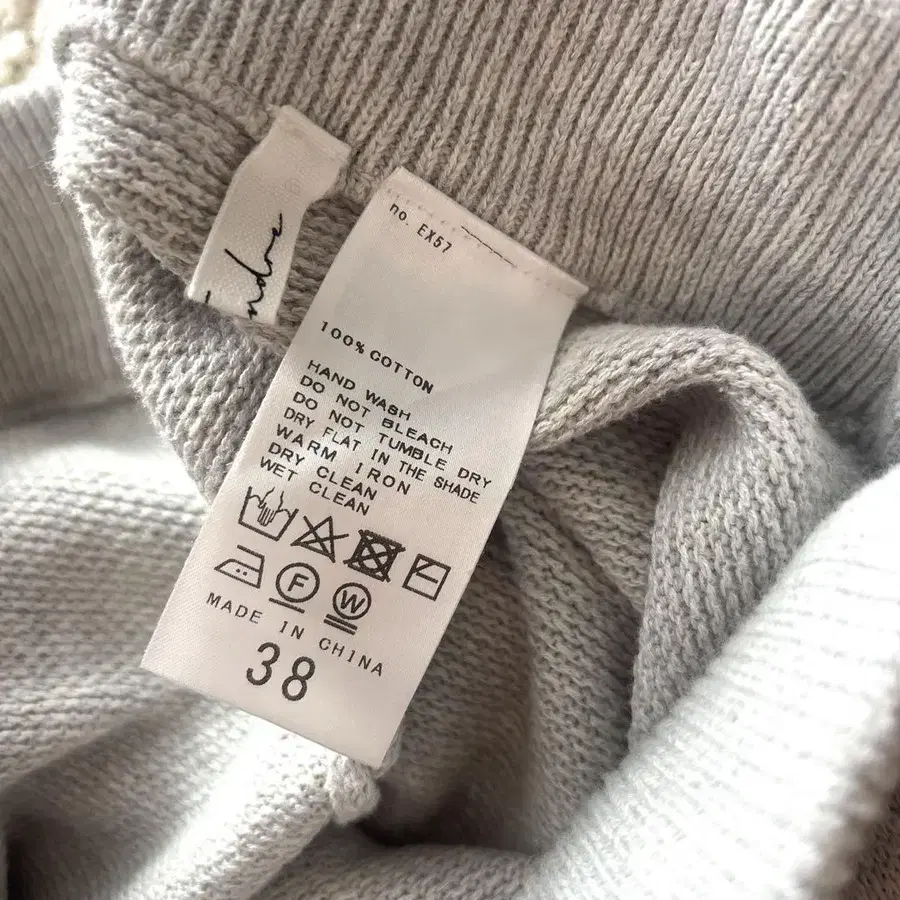 no. EX57
100% COTTON
HAND WASH
DO NOT BLEACH
DO NOT TUMBLE DRY
DRY FLAT IN THE SHADE
WARM IRON
DRY CLEAN
WET CLEAN
F
W
MADE IN CHINA
38